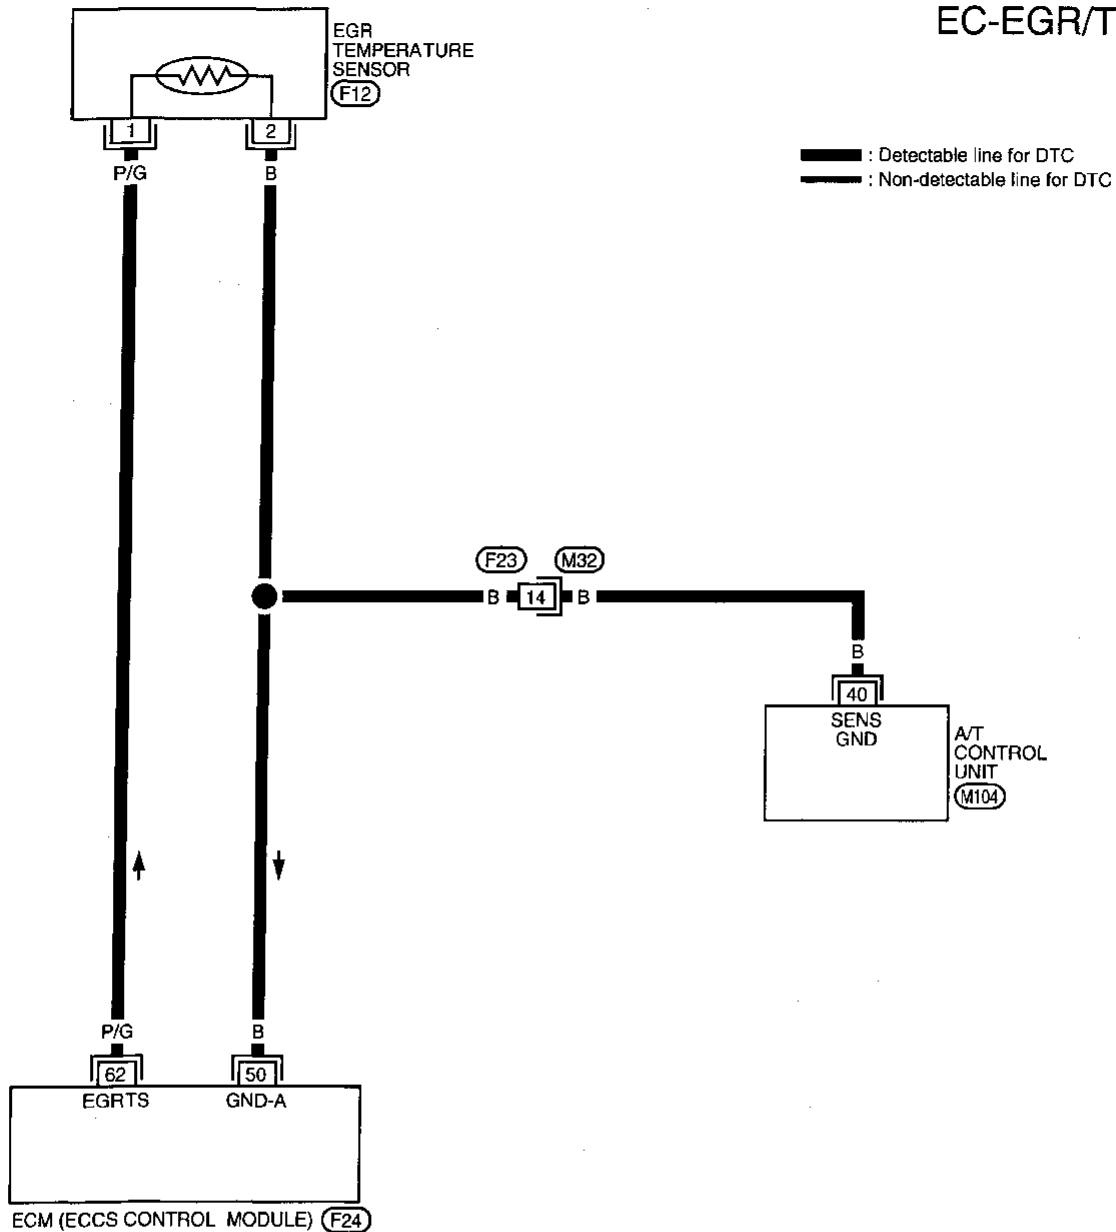 EC-EGR/T
EGR
TEMPERATURE
SENSOR
F12
1
2
P/G
B
: Detectable line for DTC
: Non-detectable line for DTC
F23
M32
B
14
B
B
40
SENS
GND
A/T
CONTROL
UNIT
M104
P/G
B
62
50
EGRTS
GND-A
ECM (ECCS CONTROL MODULE) F24